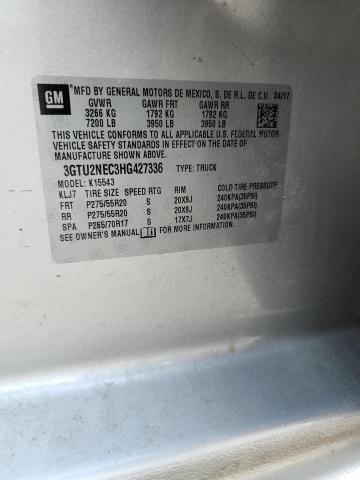 GM MFD BY GENERAL MOTORS DE MEXICO, S. DE R.L. DE C.V. 04/17
GVWR GAWR FRT GAWR RR
3266 KG 1792 KG 1792 KG
7200 LB 3950 LB 3950 LB
THIS VEHICLE CONFORMS TO ALL APPLICABLE U.S. FEDERAL MOTOR
VEHICLE SAFETY STANDARDS IN EFFECT ON THE DATE OF
MANUFACTURE SHOWN ABOVE.
3GTU2NEC3HG427336 TYPE: TRUCK
MODEL: K15543
KLJ7 TIRE SIZE SPEED RTG RIM COLD TIRE PRESSURE
FRT P275/55R20 S 20X9J 240KPA(35PSI)
RR P275/55R20 S 20X9J 240KPA(35PSI)
SPA P265/70R17 S 17X7J 240KPA(35PSI)
SEE OWNER'S MANUAL FOR MORE INFORMATION.